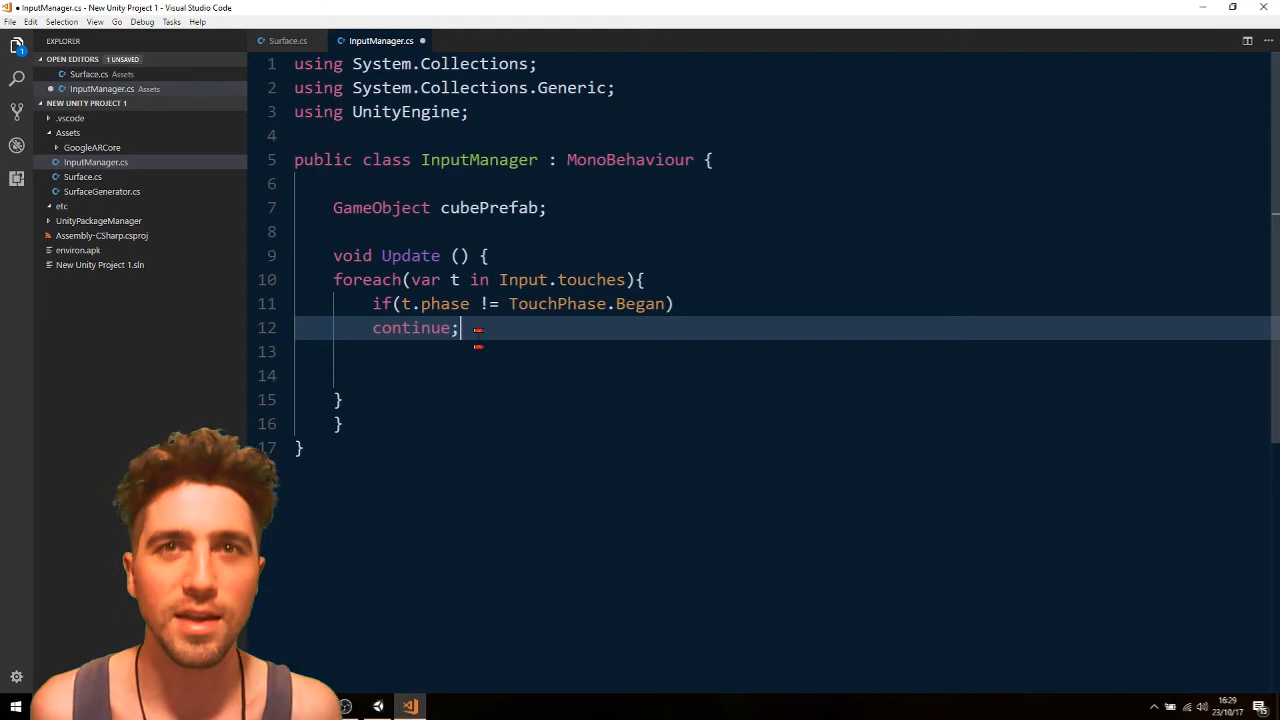 ● InputManager.cs - New Unity Project 1 - Visual Studio Code
File Edit Selection View Go Debug Tasks Help
EXPLORER
Surface.cs
InputManager.cs ●
OPEN EDITORS 1 UNSAVED
Surface.cs Assets
● InputManager.cs Assets
NEW UNITY PROJECT 1
.vscode
Assets
GoogleARCore
InputManager.cs
Surface.cs
SurfaceGenerator.cs
etc
UnityPackageManager
Assembly-CSharp.csproj
environ.apk
New Unity Project 1.sln
1
1 using System.Collections;
2 using System.Collections.Generic;
3 using UnityEngine;
4
5 public class InputManager : MonoBehaviour {
6
7 GameObject cubePrefab;
8
9 void Update () {
10 foreach(var t in Input.touches){
11 if(t.phase != TouchPhase.Began)
12 continue;
13
14
15 }
16 }
17 }
16:29
23/10/17
15